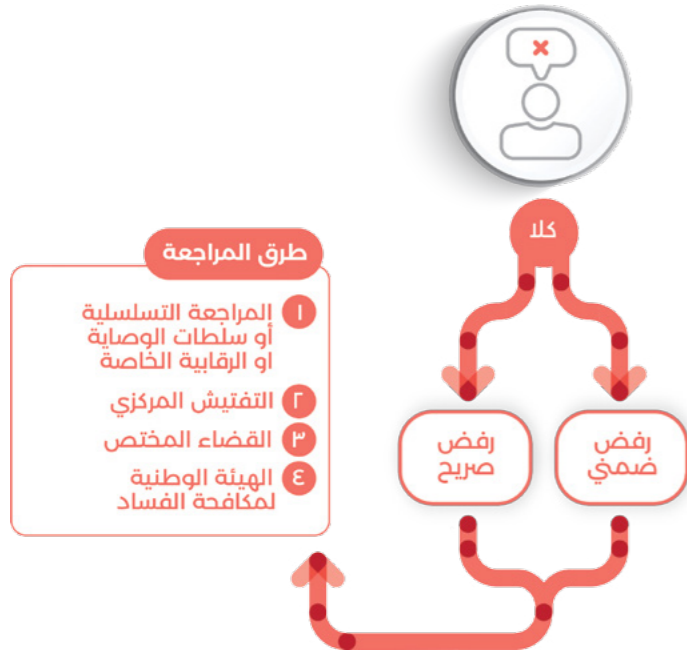 كلا
رفض
ضمني
رفض
صريح
طرق المراجعة
١ المراجعة التسلسلية
أو سلطات الوصاية
او الرقابية الخاصة
٢ التفتيش المركزي
٣ القضاء المختص
٤ الهيئة الوطنية
لمكافحة الفساد